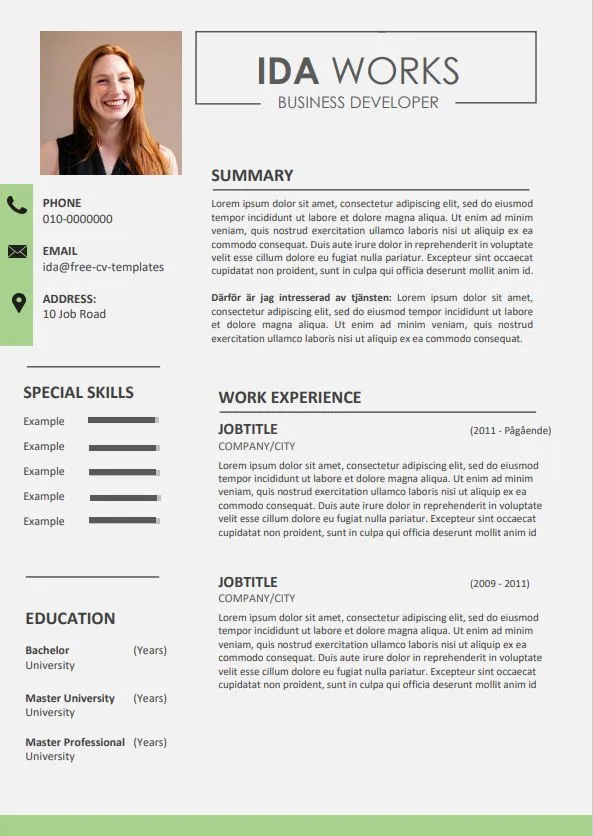 IDA WORKS
BUSINESS DEVELOPER
PHONE
010-0000000
EMAIL
ida@free-cv-templates
ADDRESS:
10 Job Road
SPECIAL SKILLS
Example
Example
Example
Example
Example
EDUCATION
Bachelor (Years)
University
Master University (Years)
University
Master Professional (Years)
University
SUMMARY
Lorem ipsum dolor sit amet, consectetur adipiscing elit, sed do eiusmod
tempor incididunt ut labore et dolore magna aliqua. Ut enim ad minim
veniam, quis nostrud exercitation ullamco laboris nisi ut aliquip ex ea
commodo consequat. Duis aute irure dolor in reprehenderit in voluptate
velit esse cillum dolore eu fugiat nulla pariatur. Excepteur sint occaecat
cupidatat non proident, sunt in culpa qui officia deserunt mollit anim id.
Därför är jag intresserad av tjänsten: Lorem ipsum dolor sit amet,
consectetur adipiscing elit, sed do eiusmod tempor incididunt ut labore
et dolore magna aliqua. Ut enim ad minim veniam, quis nostrud
exercitation ullamco laboris nisi ut aliquip ex ea commodo consequat.
WORK EXPERIENCE
JOBTITLE (2011 - Pågående)
COMPANY/CITY
Lorem ipsum dolor sit amet, consectetur adipiscing elit, sed do eiusmod
tempor incididunt ut labore et dolore magna aliqua. Ut enim ad minim
veniam, quis nostrud exercitation ullamco laboris nisi ut aliquip ex ea
commodo consequat. Duis aute irure dolor in reprehenderit in voluptate
velit esse cillum dolore eu fugiat nulla pariatur. Excepteur sint occaecat
cupidatat non proident, sunt in culpa qui officia deserunt mollit anim id
JOBTITLE (2009 - 2011)
COMPANY/CITY
Lorem ipsum dolor sit amet, consectetur adipiscing elit, sed do eiusmod
tempor incididunt ut labore et dolore magna aliqua. Ut enim ad minim
veniam, quis nostrud exercitation ullamco laboris nisi ut aliquip ex ea
commodo consequat. Duis aute irure dolor in reprehenderit in voluptate
velit esse cillum dolore eu fugiat nulla pariatur. Excepteur sint occaecat
cupidatat non proident, sunt in culpa qui officia deserunt mollit anim id